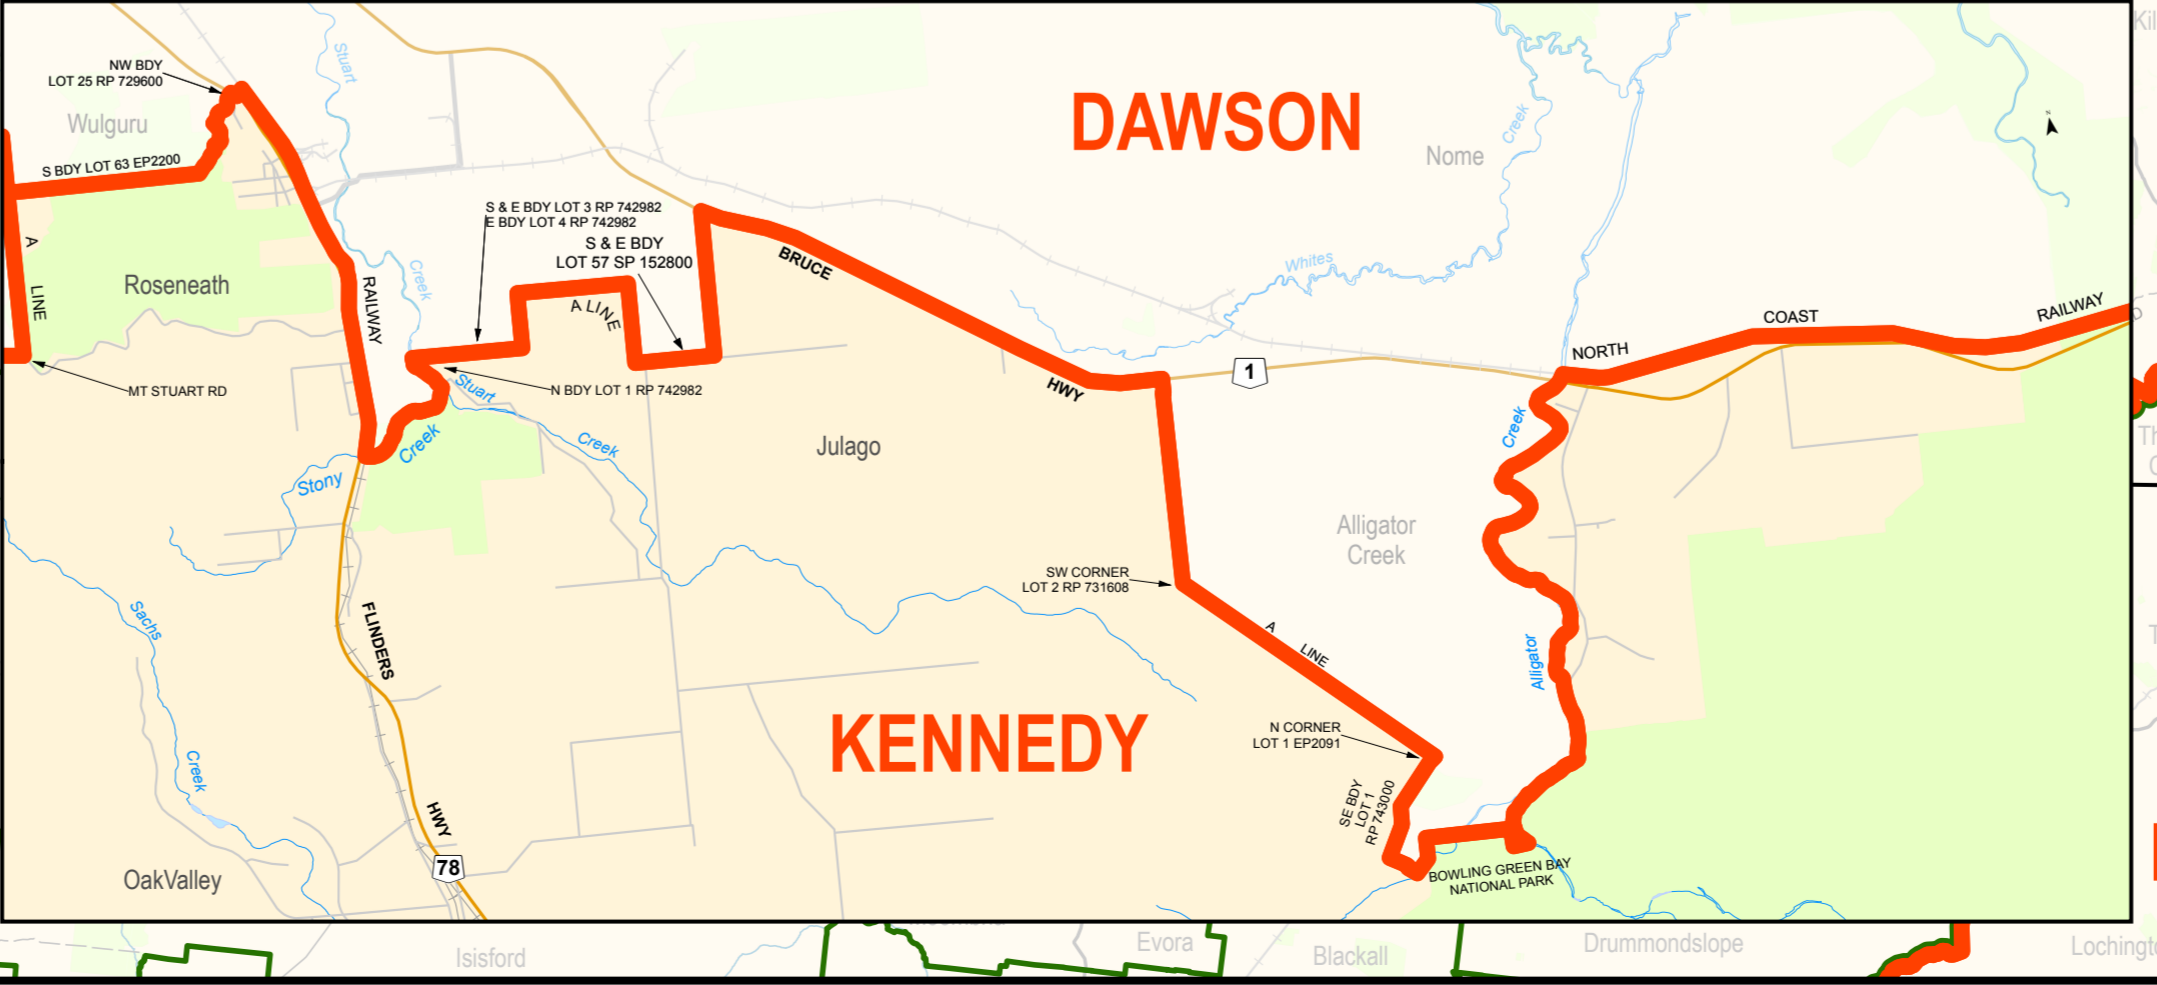 Kil
NW BDY
LOT 25 RP 729600
Stuart
DAWSON
Wulguru
Creek
Nome
N
S BDY LOT 63 EP2200
S & E BDY LOT 3 RP 742982
E BDY LOT 4 RP 742982
S & E BDY
LOT 57 SP 152800
A
LINE
BRUCE
Whites
Creek
Roseneath
RAILWAY
A LINE
COAST
RAILWAY
NORTH
1
HWY
MT STUART RD
N BDY LOT 1 RP 742982
Stuart
Creek
Creek
Creek
Julago
Stony
Alligator
Creek
SW CORNER
LOT 2 RP 731608
Sachs
FLINDERS
A
LINE
Alligator
KENNEDY
N CORNER
LOT 1 EP2091
Creek
SE BDY
LOT 1
RP 743000
HWY
78
OakValley
BOWLING GREEN BAY
NATIONAL PARK
Isisford
Evora
Blackall
Drummondslope
Lochingt